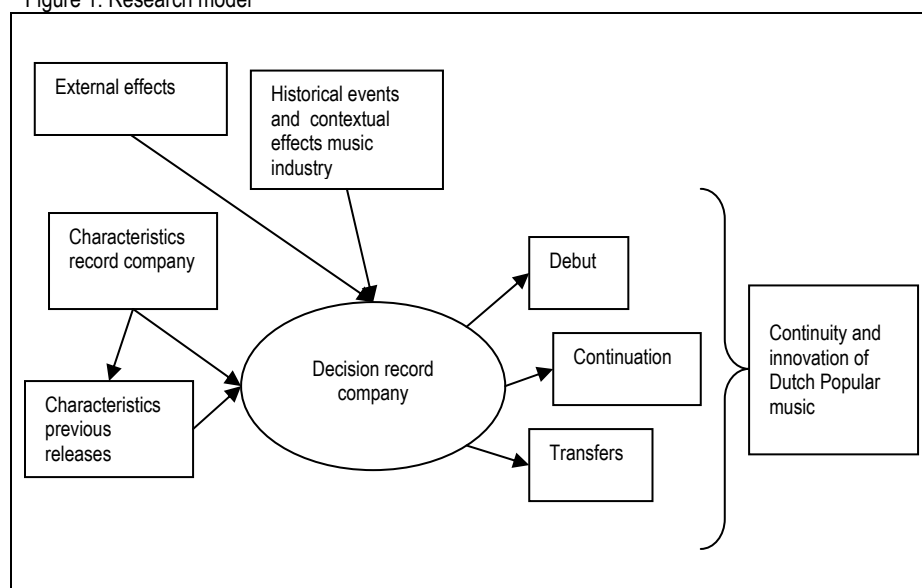 Figure 1. Research model
External effects
Historical events
and contextual
effects music
industry
Characteristics
record company
Characteristics
previous
releases
Decision record
company
Debut
Continuation
Transfers
Continuity and
innovation of
Dutch Popular
music